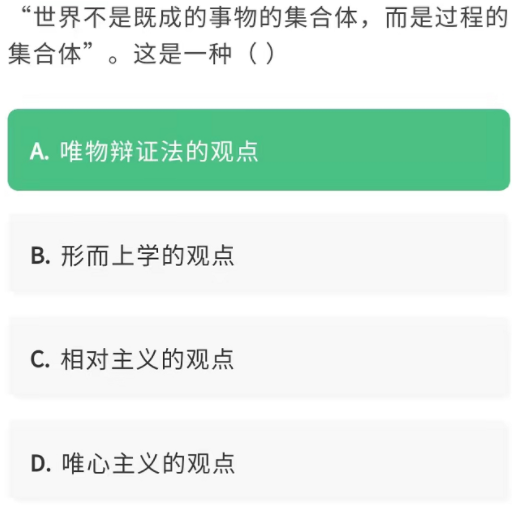 “世界不是既成的事物的集合体，而是过程的
集合体”。这是一种（ ）
A. 唯物辩证法的观点
B. 形而上学的观点
C. 相对主义的观点
D. 唯心主义的观点